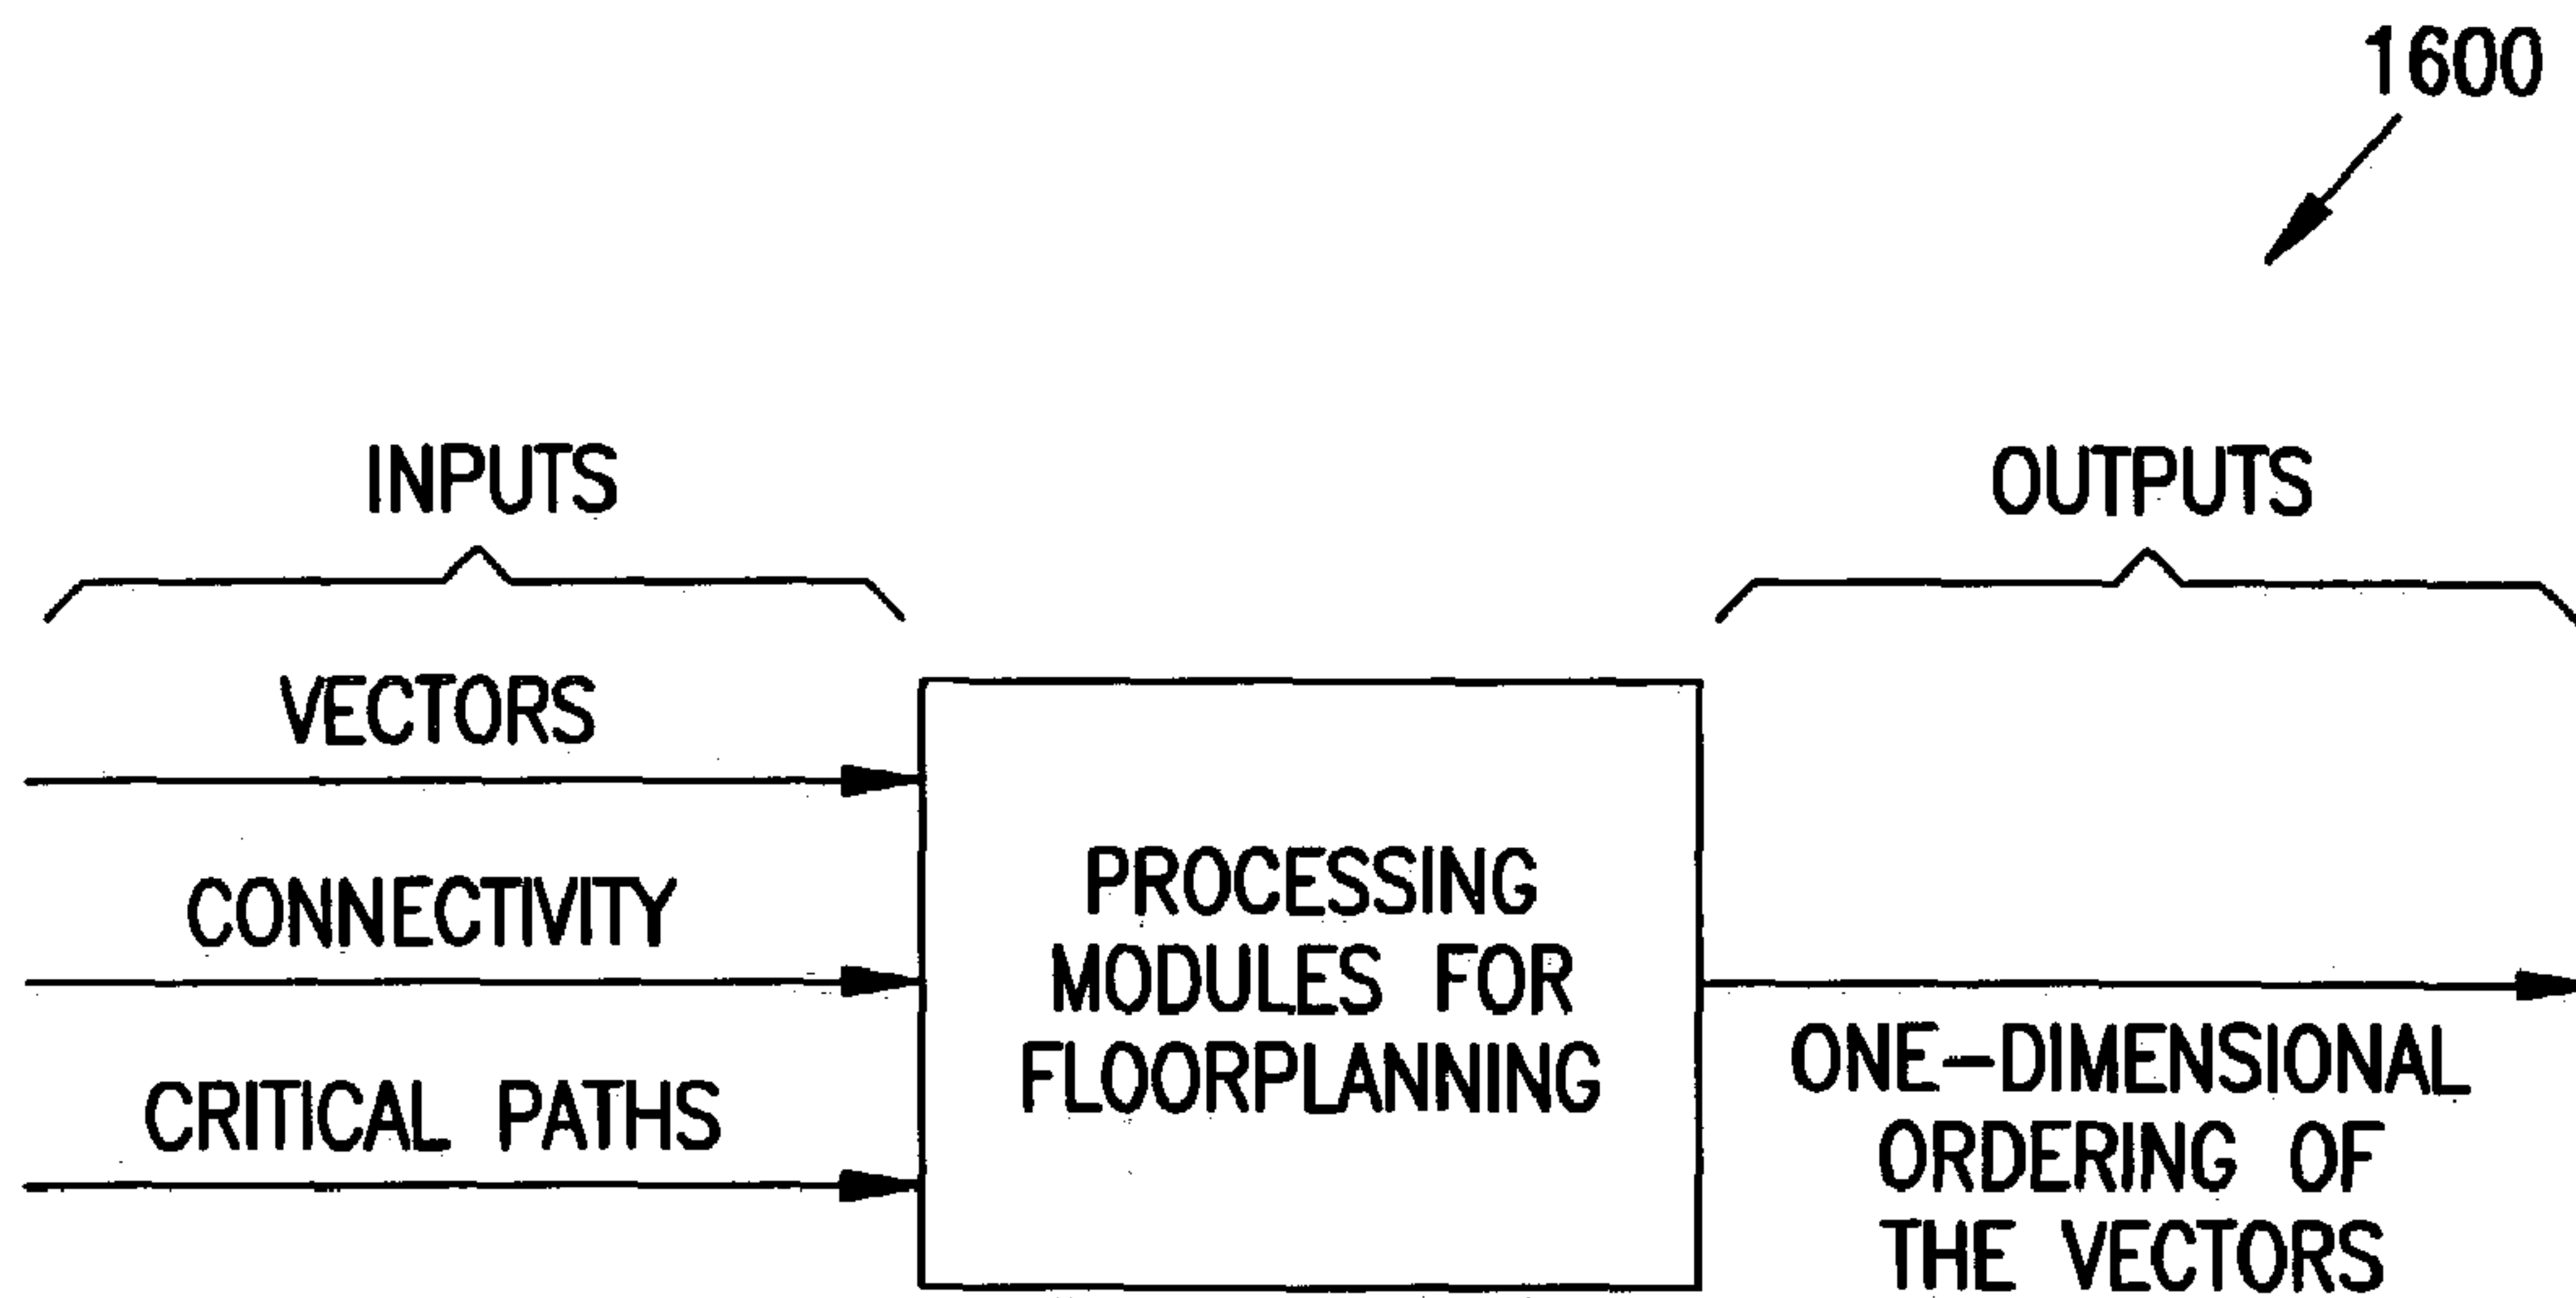 1600
INPUTS
OUTPUTS
VECTORS
CONNECTIVITY
CRITICAL PATHS
PROCESSING
MODULES FOR
FLOORPLANNING
ONE-DIMENSIONAL
ORDERING OF
THE VECTORS